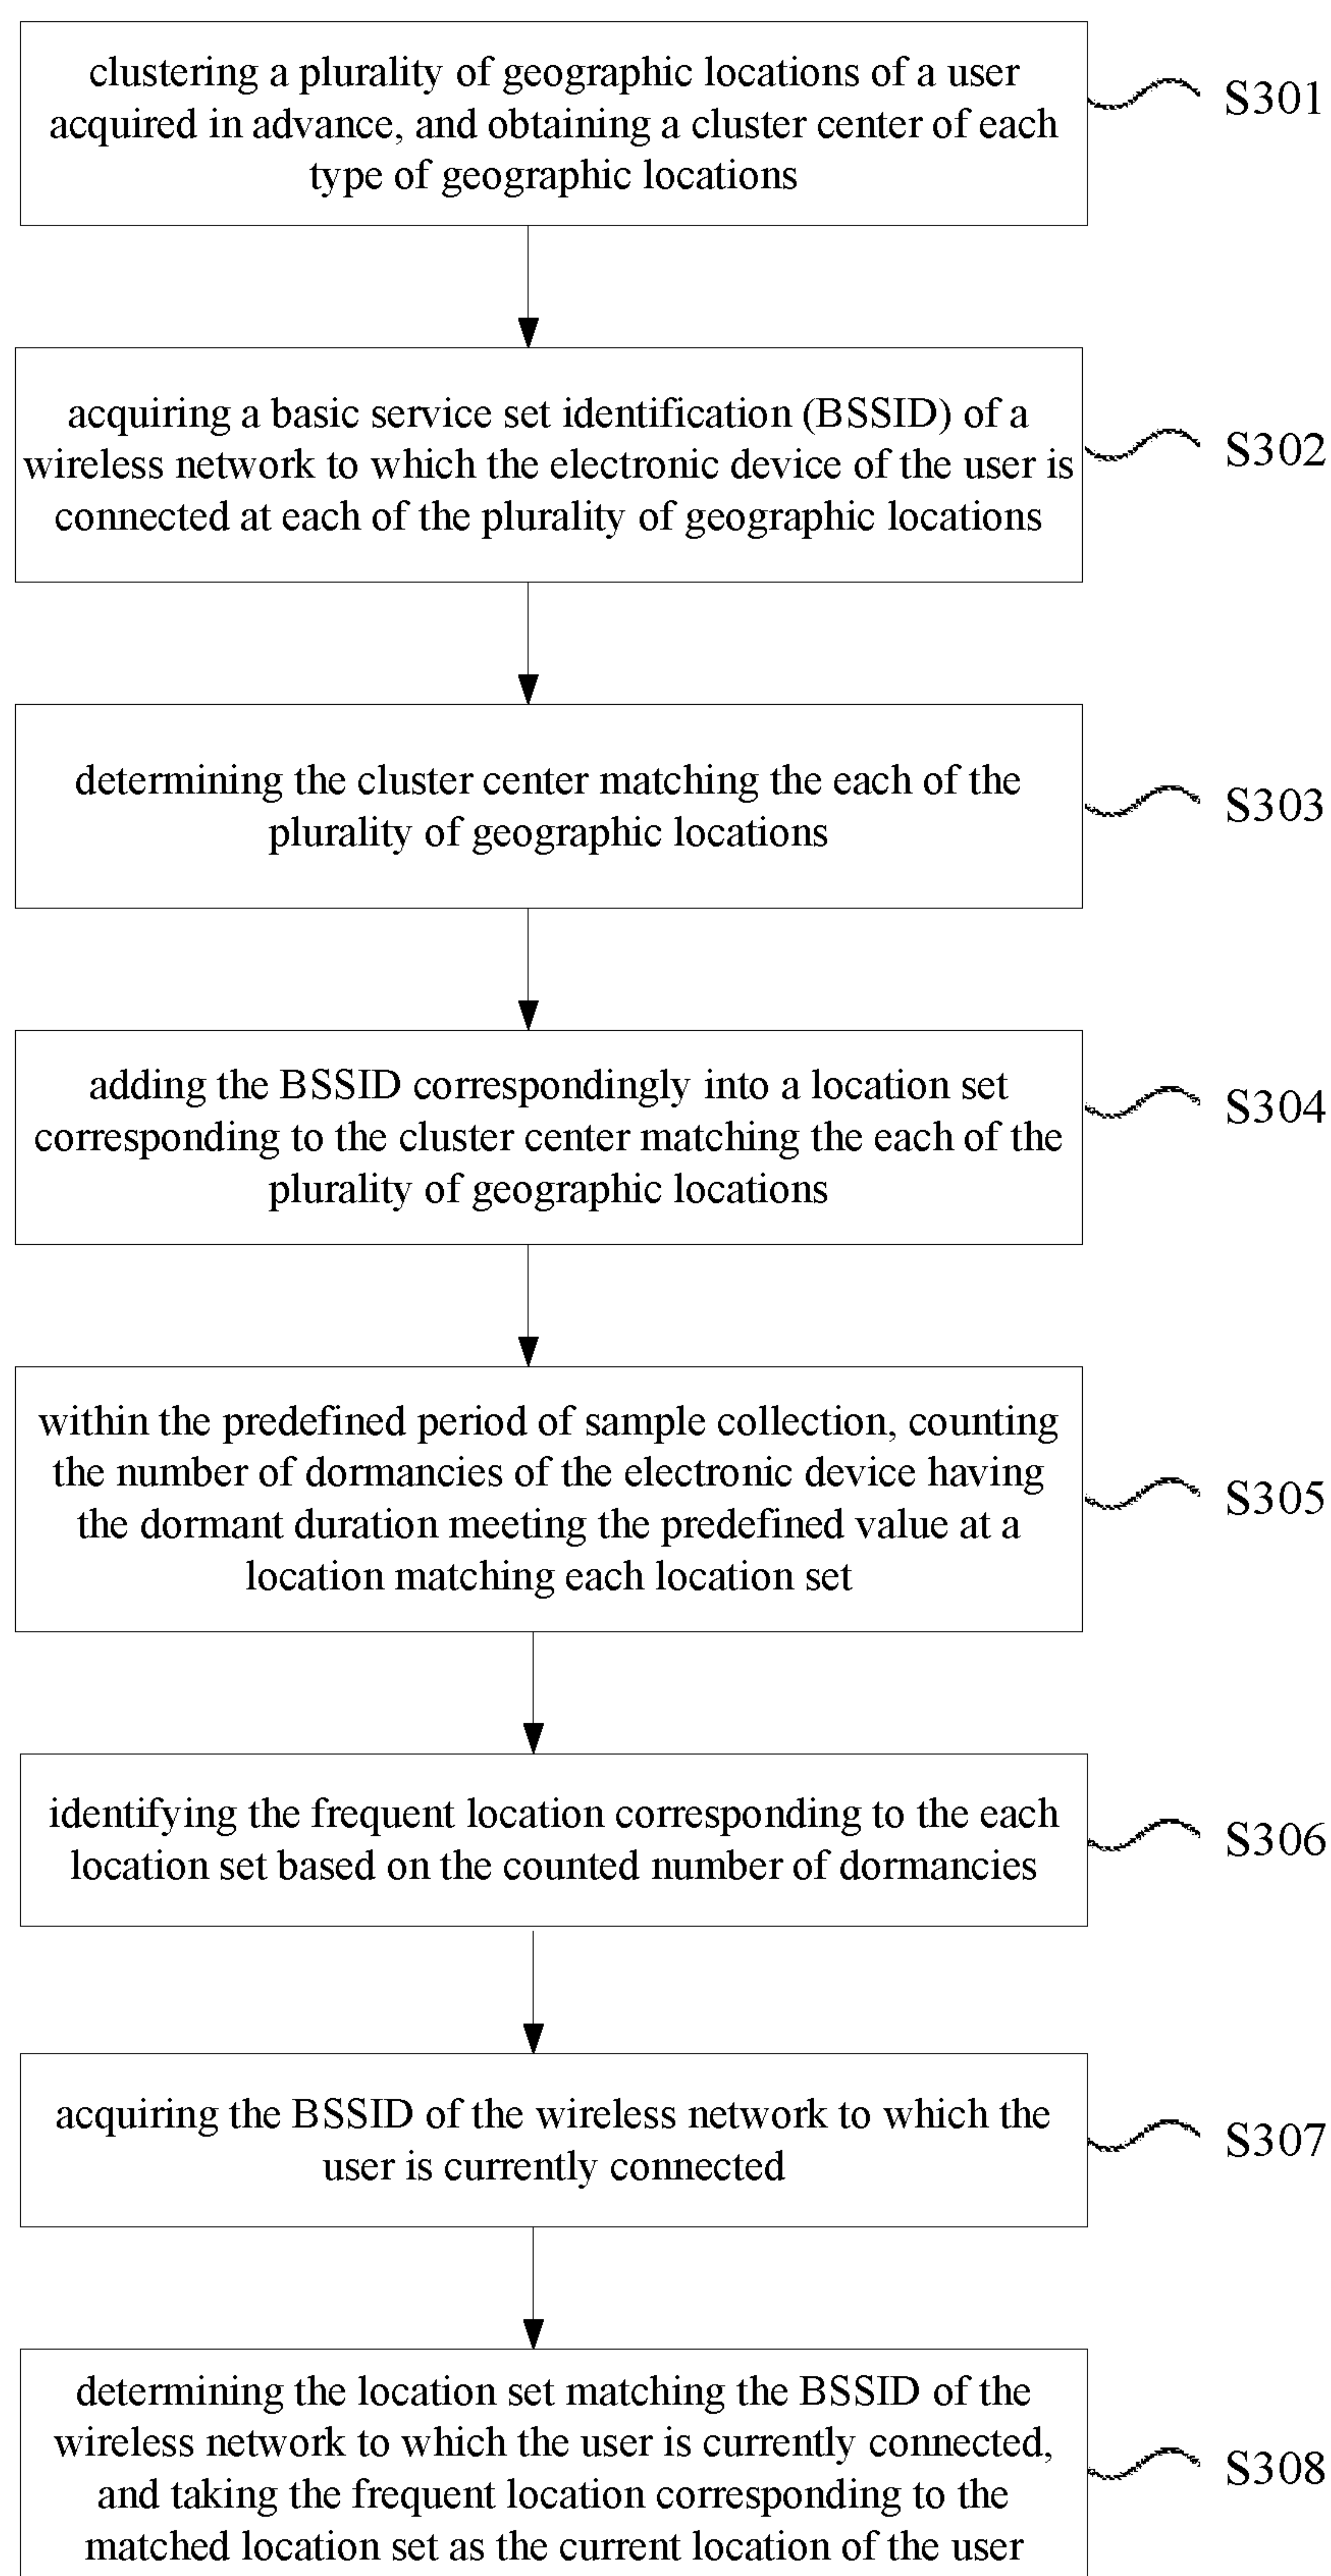 clustering a plurality of geographic locations of a user
acquired in advance, and obtaining a cluster center of each
type of geographic locations
S301
acquiring a basic service set identification (BSSID) of a
wireless network to which the electronic device of the user is
connected at each of the plurality of geographic locations
S302
determining the cluster center matching the each of the
plurality of geographic locations
S303
adding the BSSID correspondingly into a location set
corresponding to the cluster center matching the each of the
plurality of geographic locations
S304
within the predefined period of sample collection, counting
the number of dormancies of the electronic device having
the dormant duration meeting the predefined value at a
location matching each location set
S305
identifying the frequent location corresponding to the each
location set based on the counted number of dormancies
S306
acquiring the BSSID of the wireless network to which the
user is currently connected
S307
determining the location set matching the BSSID of the
wireless network to which the user is currently connected,
and taking the frequent location corresponding to the
matched location set as the current location of the user
S308